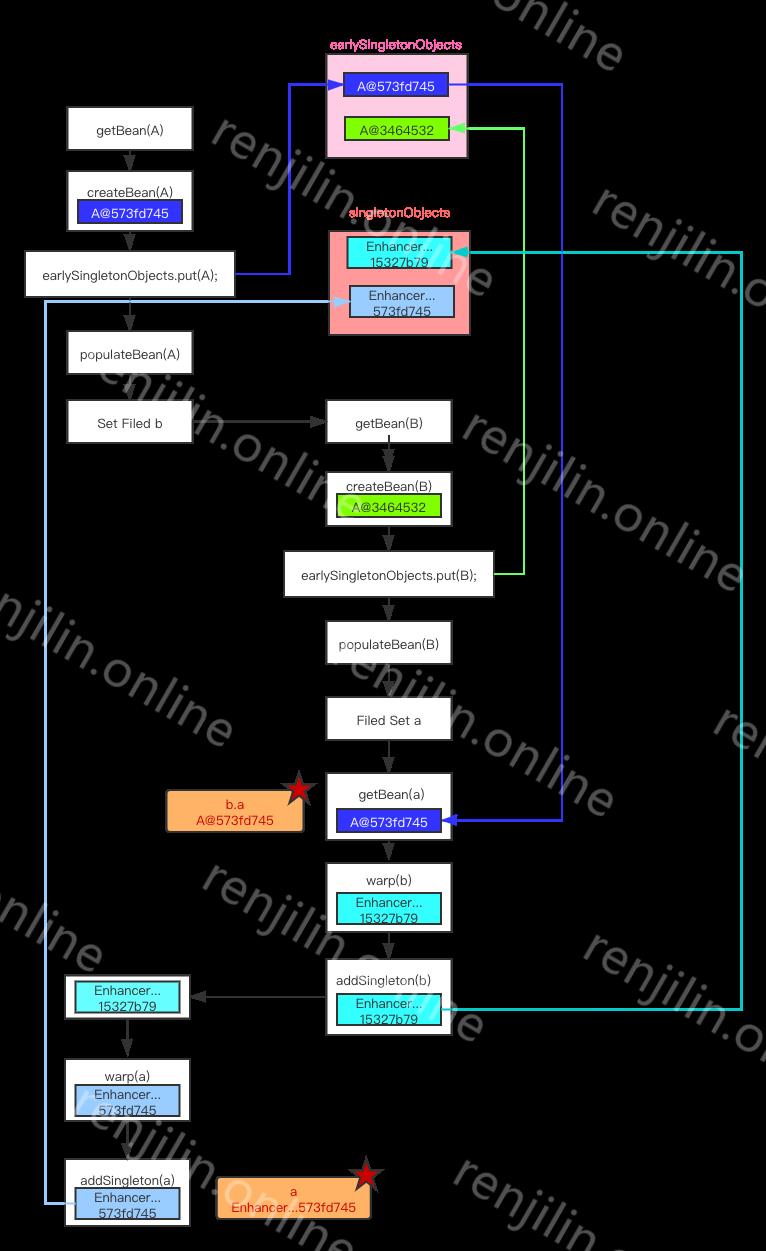 earlySingletonObjects
A@573fd745
A@3464532
getBean(A)
createBean(A)
A@573fd745
earlySingletonObjects.put(A);
singletonObjects
Enhancer...
15327b79
Enhancer...
573fd745
populateBean(A)
Set Filed b
getBean(B)
createBean(B)
A@3464532
earlySingletonObjects.put(B);
populateBean(B)
Filed Set a
getBean(a)
A@573fd745
b.a
A@573fd745
warp(b)
Enhancer...
15327b79
addSingleton(b)
Enhancer...
15327b79
Enhancer...
15327b79
warp(a)
Enhancer...
573fd745
addSingleton(a)
Enhancer...
573fd745
a
Enhancer...573fd745
renjilin.online
renjilin.online
renjilin.online
renjilin.online
renjilin.online
renjilin.online
renjilin.online
renjilin.online
renjilin.online
renjilin.online